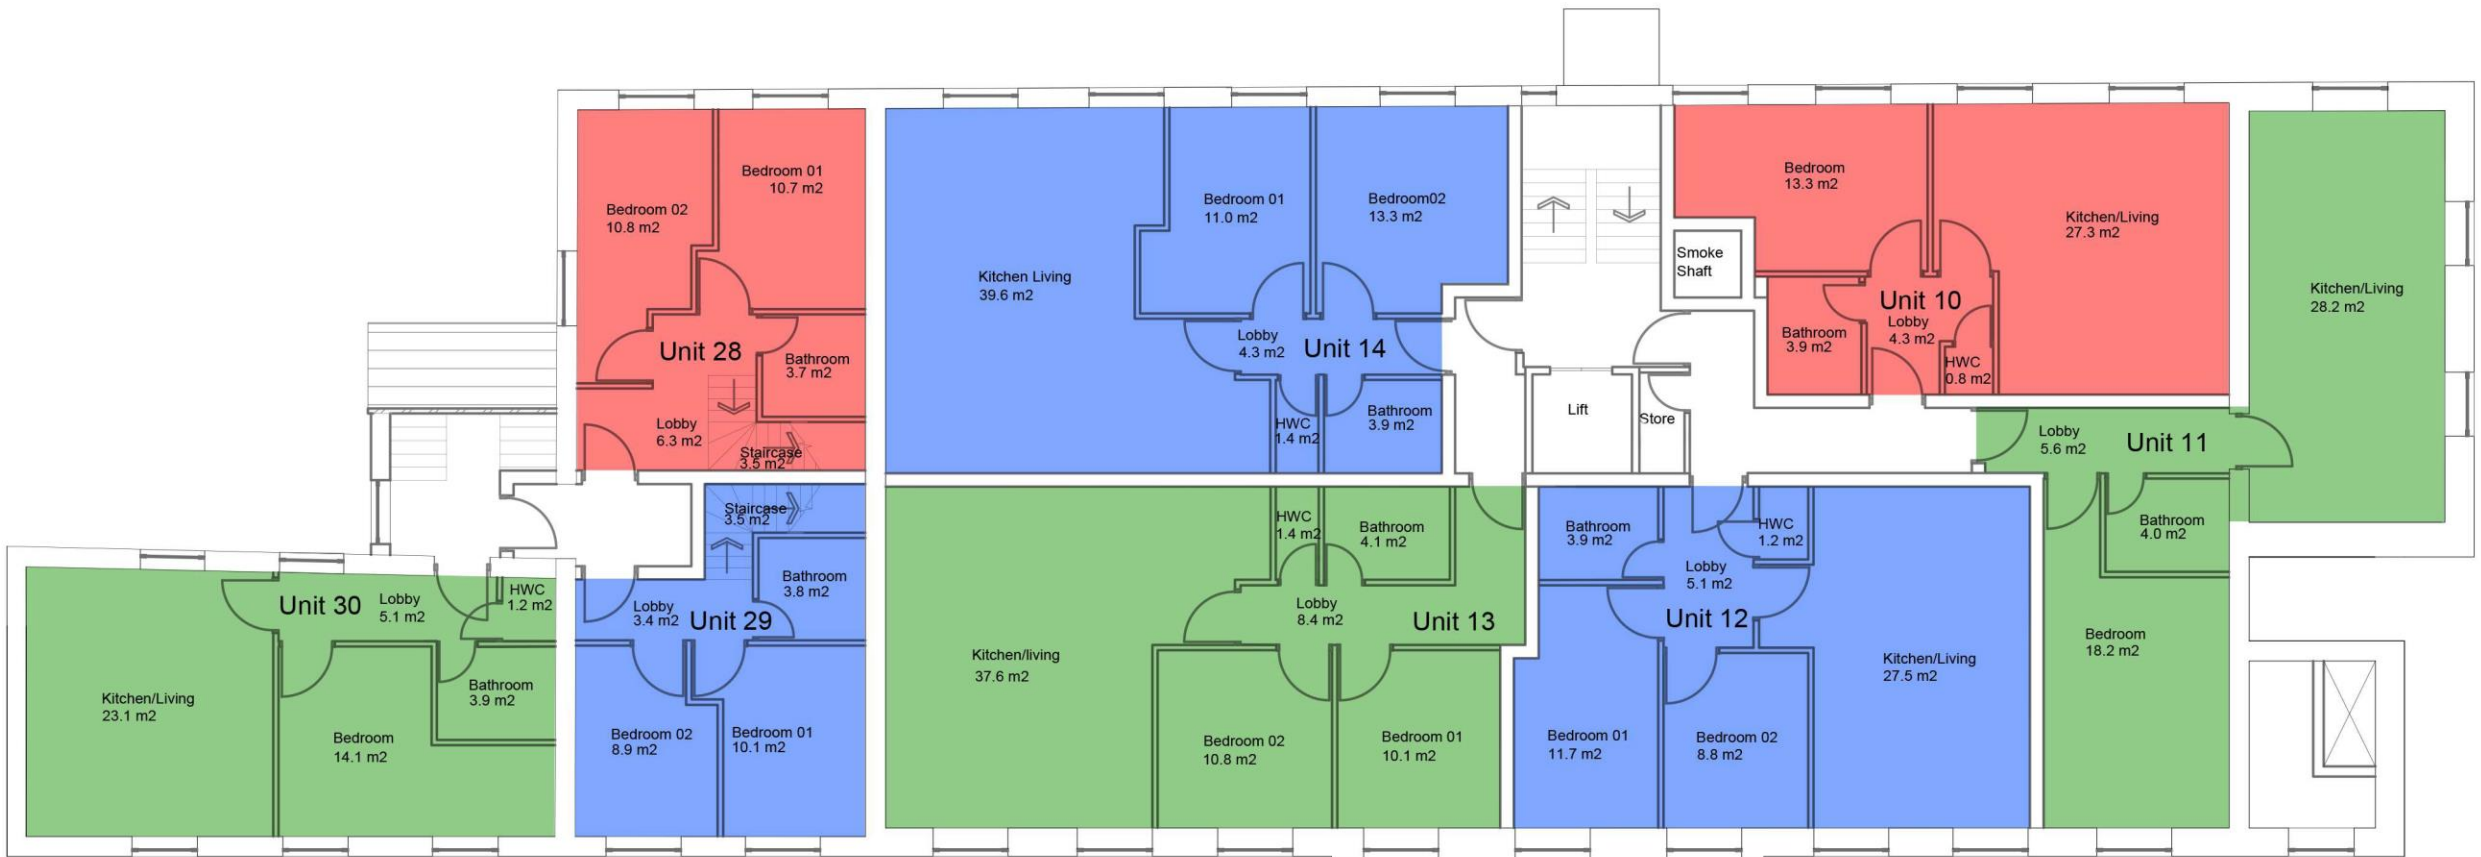 Bedroom 02
10.8 m2
Bedroom 01
10.7 m2
Unit 28
Bathroom
3.7 m2
Lobby
6.3 m2
Staircase
3.5 m2
Kitchen Living
39.6 m2
Bedroom 01
11.0 m2
Bedroom02
13.3 m2
Lobby
4.3 m2
Unit 14
HWC
1.4 m2
Bathroom
3.9 m2
Smoke
Shaft
Lift
Store
Bedroom
13.3 m2
Kitchen/Living
27.3 m2
Unit 10
Lobby
4.3 m2
Bathroom
3.9 m2
HWC
0.8 m2
Kitchen/Living
28.2 m2
Lobby
5.6 m2
Unit 11
Bathroom
4.0 m2
Bedroom
18.2 m2
Unit 30
Lobby
5.1 m2
HWC
1.2 m2
Kitchen/Living
23.1 m2
Bedroom
14.1 m2
Bathroom
3.9 m2
Staircase
3.5 m2
Bathroom
3.8 m2
Lobby
3.4 m2
Unit 29
Bedroom 02
8.9 m2
Bedroom 01
10.1 m2
HWC
1.4 m2
Bathroom
4.1 m2
Lobby
8.4 m2
Unit 13
Kitchen/living
37.6 m2
Bedroom 02
10.8 m2
Bedroom 01
10.1 m2
Bathroom
3.9 m2
HWC
1.2 m2
Lobby
5.1 m2
Unit 12
Kitchen/Living
27.5 m2
Bedroom 01
11.7 m2
Bedroom 02
8.8 m2